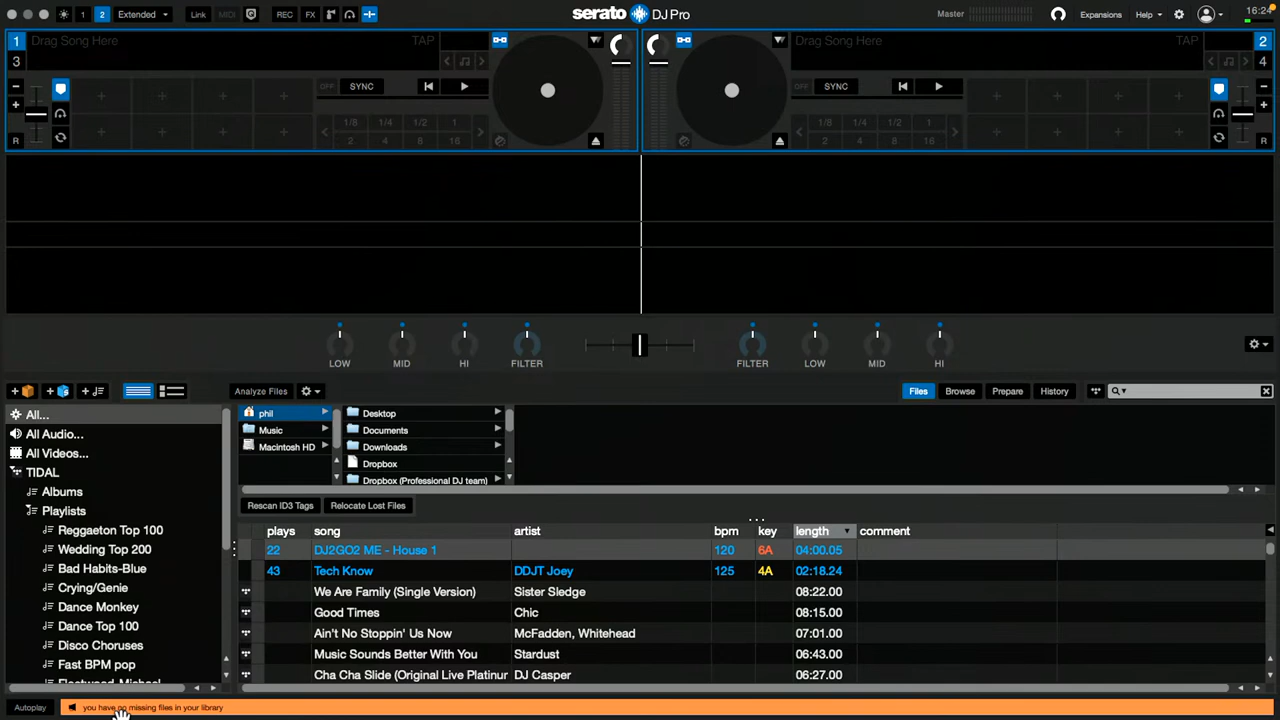 1 2 Extended Link MIDI REC FX serato DJ Pro Master Expansions Help 16:24
1 Drag Song Here TAP Drag Song Here TAP 2
3 4
OFF SYNC OFF SYNC
1/8 1/4 1/2 1 1/8 1/4 1/2 1
R 2 4 8 16 2 4 8 16 R
LOW MID HI FILTER FILTER LOW MID HI
Analyze Files Files Browse Prepare History
All...
All Audio...
All Videos...
TIDAL
Albums
Playlists
Reggaeton Top 100
Wedding Top 200
Bad Habits-Blue
Crying/Genie
Dance Monkey
Dance Top 100
Disco Choruses
Fast BPM pop
phil
Music
Macintosh HD
Desktop
Documents
Downloads
Dropbox
Dropbox (Professional DJ team)
Rescan ID3 Tags Relocate Lost Files
plays song artist bpm key length comment
22 DJ2GO2 ME - House 1 120 6A 04:00.05
43 Tech Know DDJT Joey 125 4A 02:18.24
We Are Family (Single Version) Sister Sledge 08:22.00
Good Times Chic 08:15.00
Ain't No Stoppin' Us Now McFadden, Whitehead 07:01.00
Music Sounds Better With You Stardust 06:43.00
Cha Cha Slide (Original Live Platinur DJ Casper 06:27.00
Autoplay you have no missing files in your library